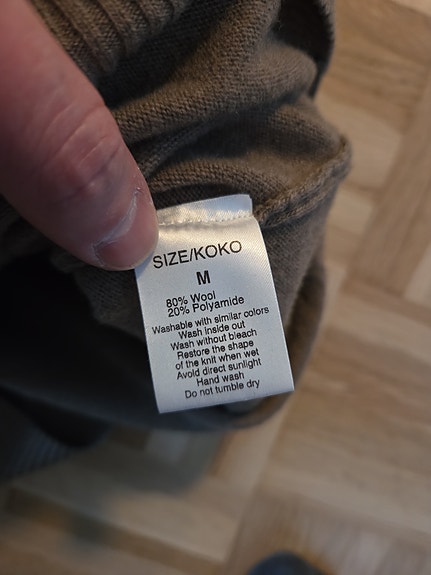 SIZE/KOKO
M
80% Wool
20% Polyamide
Washable with similar colors
Wash inside out
Wash without bleach
Restore the shape
of the knit when wet
Avoid direct sunlight
Hand wash
Do not tumble dry